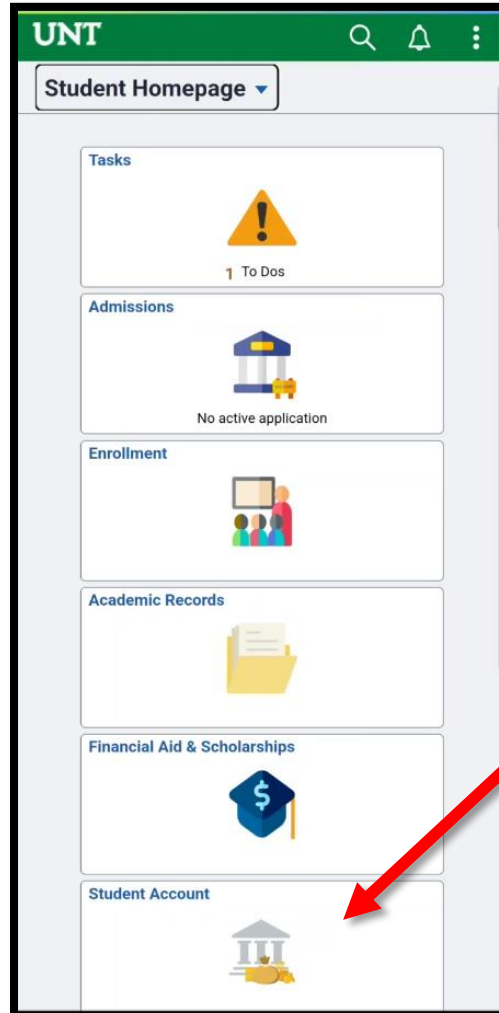 UNT
Student Homepage
Tasks
1 To Dos
Admissions
No active application
Enrollment
Academic Records
Financial Aid & Scholarships
$
Student Account